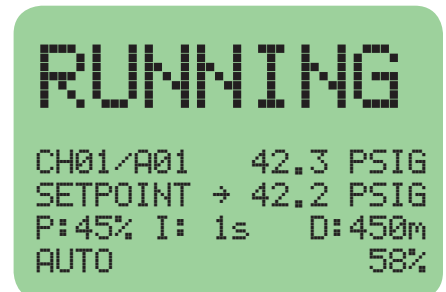 RUNNING
CH01/A01 42.3 PSIG
SETPOINT → 42.2 PSIG
P:45% I: 1s D:450m
AUTO 58%